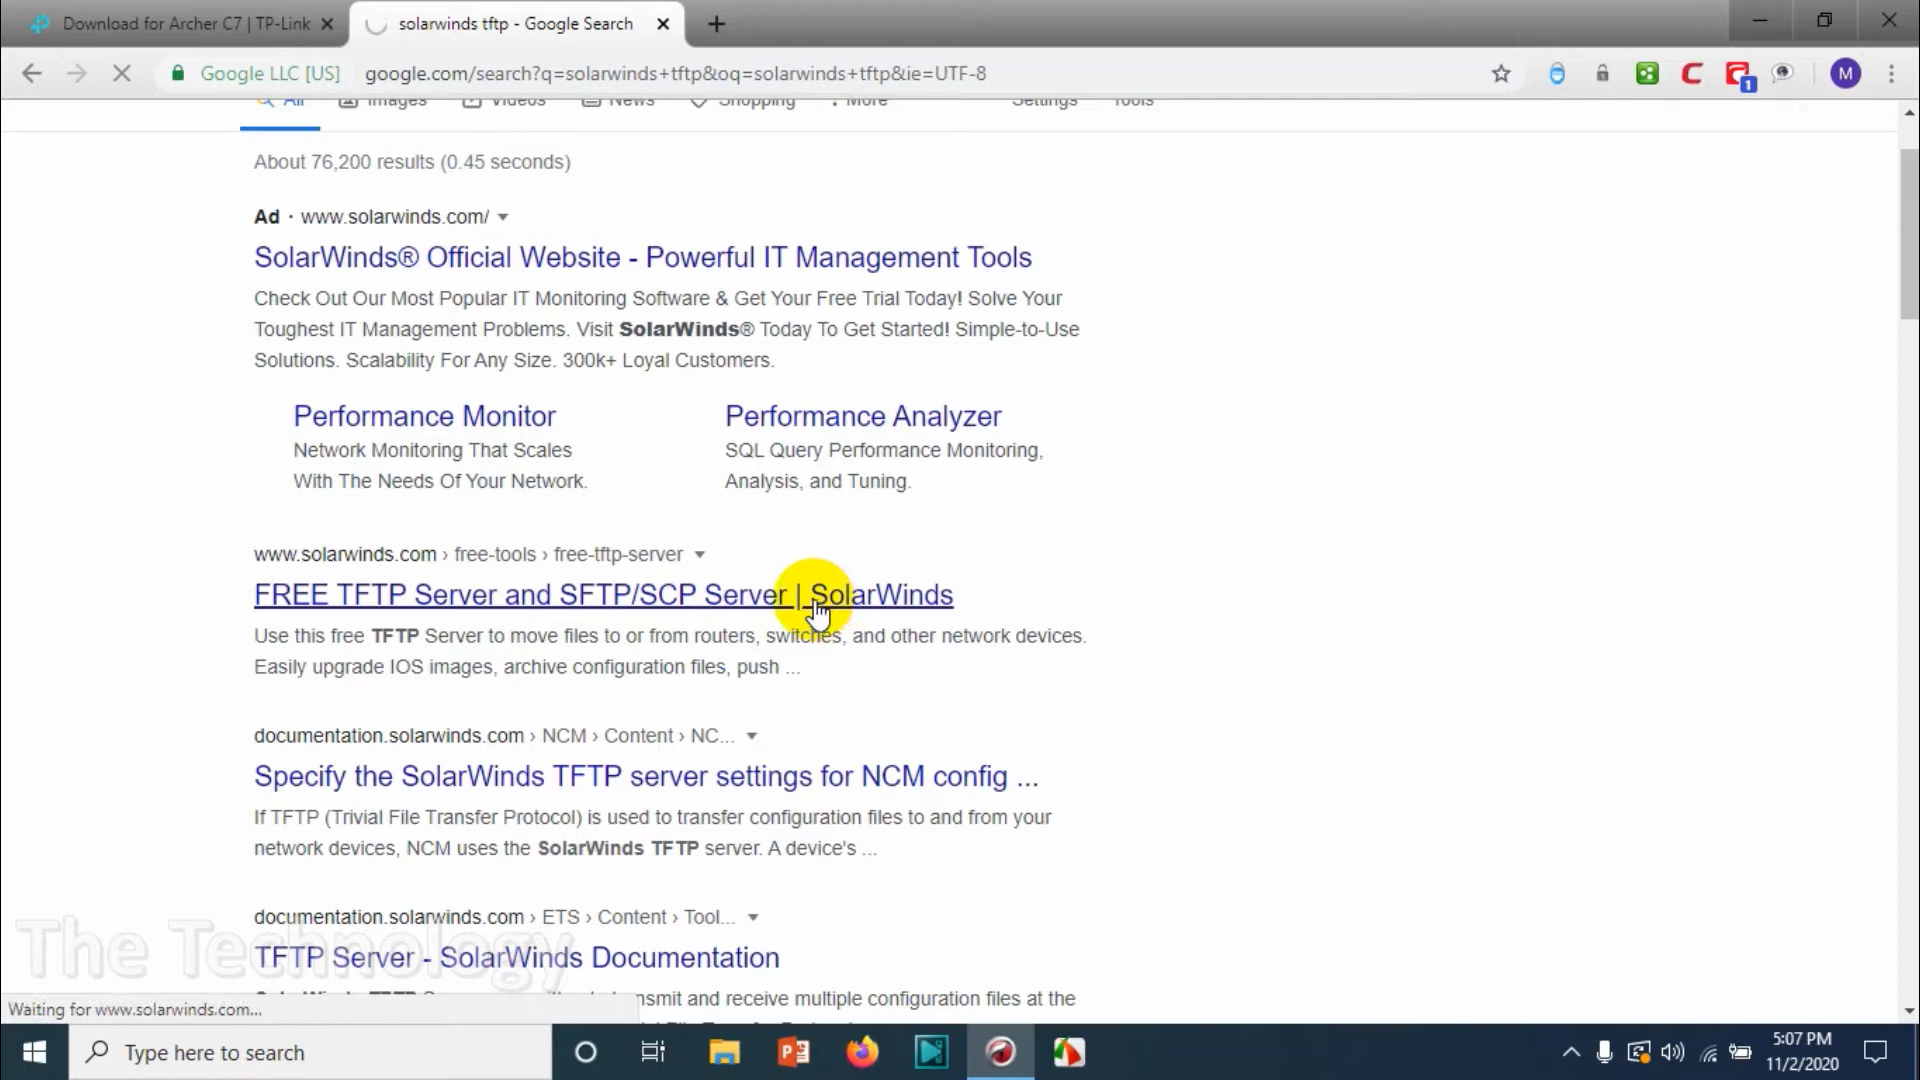 Download for Archer C7 | TP-Link
solarwinds tftp - Google Search
Google LLC [US]
google.com/search?q=solarwinds+tftp&oq=solarwinds+tftp&ie=UTF-8
1
M
All
Images
Videos
News
Shopping
More
Settings
Tools
About 76,200 results (0.45 seconds)
Ad · www.solarwinds.com/
SolarWinds® Official Website - Powerful IT Management Tools
Check Out Our Most Popular IT Monitoring Software & Get Your Free Trial Today! Solve Your
Toughest IT Management Problems. Visit SolarWinds® Today To Get Started! Simple-to-Use
Solutions. Scalability For Any Size. 300k+ Loyal Customers.
Performance Monitor
Network Monitoring That Scales
With The Needs Of Your Network.
Performance Analyzer
SQL Query Performance Monitoring,
Analysis, and Tuning.
www.solarwinds.com › free-tools › free-tftp-server
FREE TFTP Server and SFTP/SCP Server | SolarWinds
Use this free TFTP Server to move files to or from routers, switches, and other network devices.
Easily upgrade IOS images, archive configuration files, push ...
documentation.solarwinds.com › NCM › Content › NC...
Specify the SolarWinds TFTP server settings for NCM config ...
If TFTP (Trivial File Transfer Protocol) is used to transfer configuration files to and from your
network devices, NCM uses the SolarWinds TFTP server. A device's ...
documentation.solarwinds.com › ETS › Content › Tool...
TFTP Server - SolarWinds Documentation
and receive multiple configuration files at the
The Technology
Waiting for www.solarwinds.com...
Type here to search
5:07 PM
11/2/2020